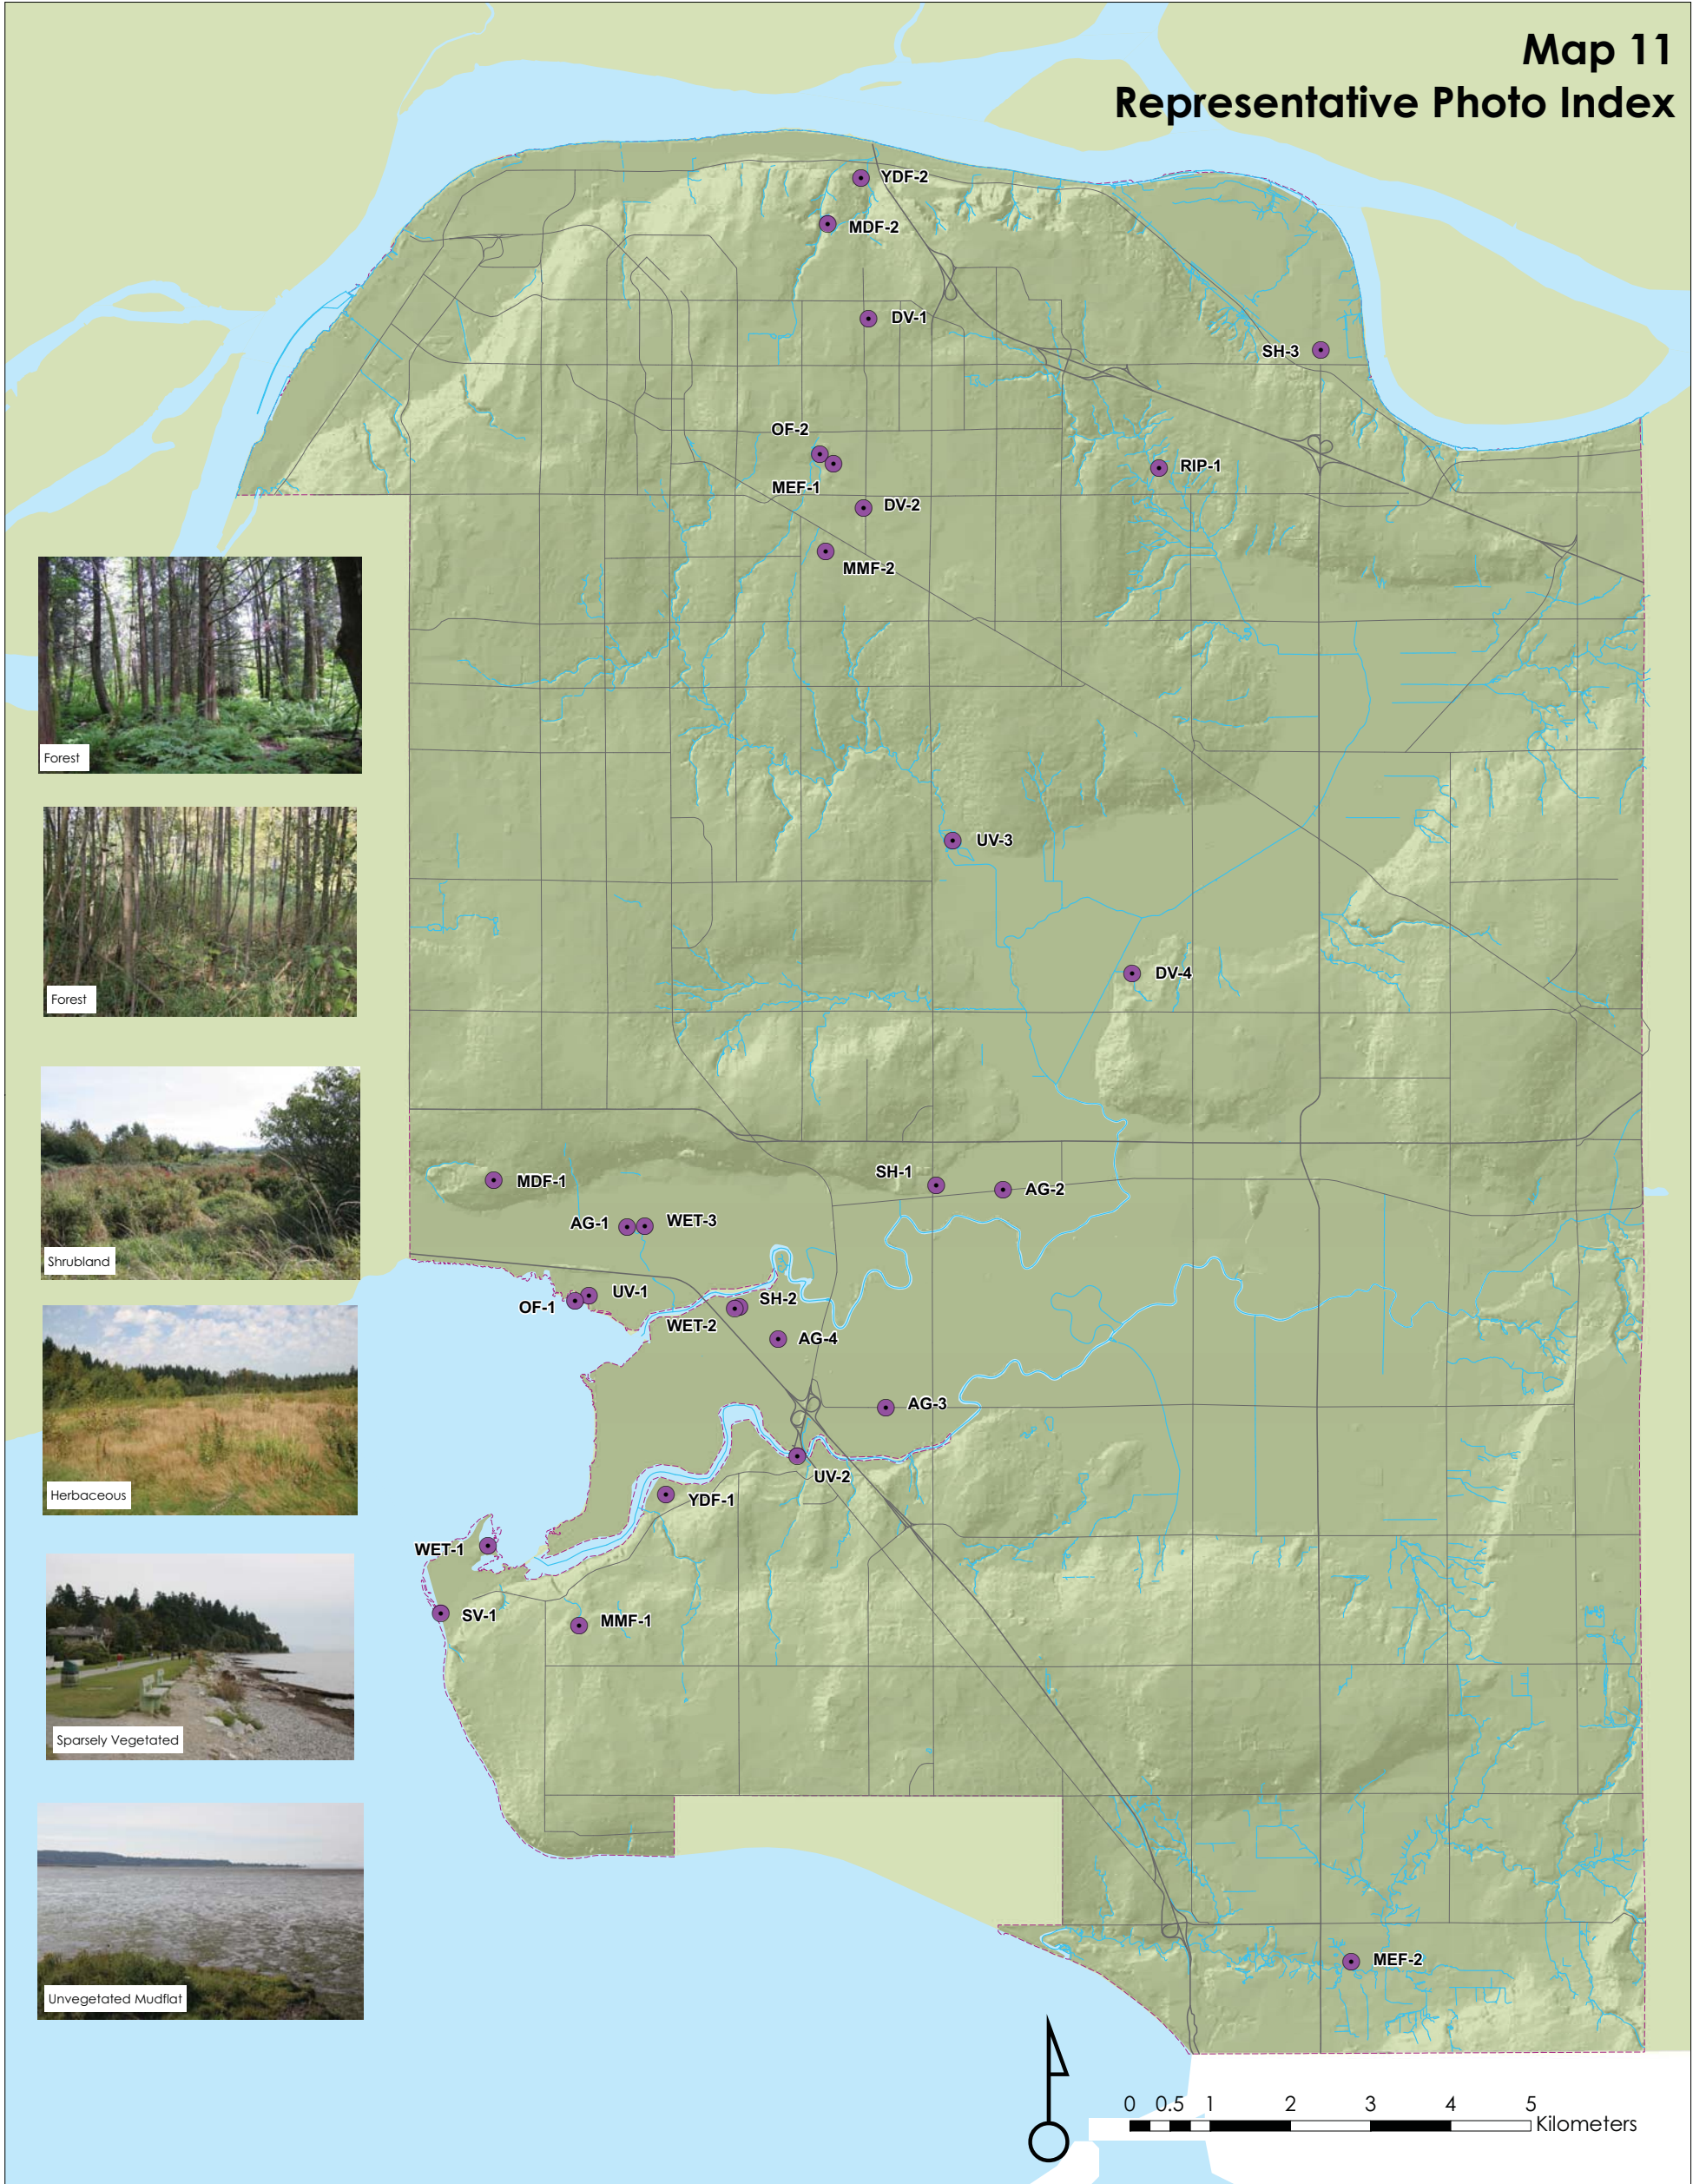 Map 11
Representative Photo Index
YDF-2
MDF-2
DV-1
SH-3
OF-2
MEF-1
RIP-1
DV-2
MMF-2
Forest
UV-3
Forest
DV-4
SH-1
AG-2
MDF-1
AG-1
WET-3
Shrubland
UV-1
OF-1
SH-2
WET-2
AG-4
AG-3
UV-2
Herbaceous
YDF-1
WET-1
SV-1
MMF-1
Sparsely Vegetated
MEF-2
Unvegetated Mudflat
0 0.5 1 2 3 4 5
Kilometers